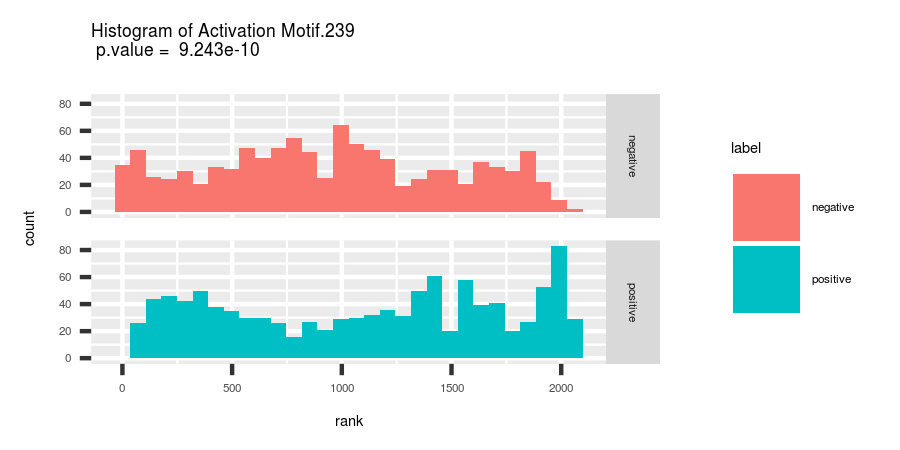 Histogram of Activation Motif.239
p.value = 9.243e-10
count
80
60
40
20
0
negative
80
60
40
20
0
positive
0 500 1000 1500 2000
rank
label
negative
positive